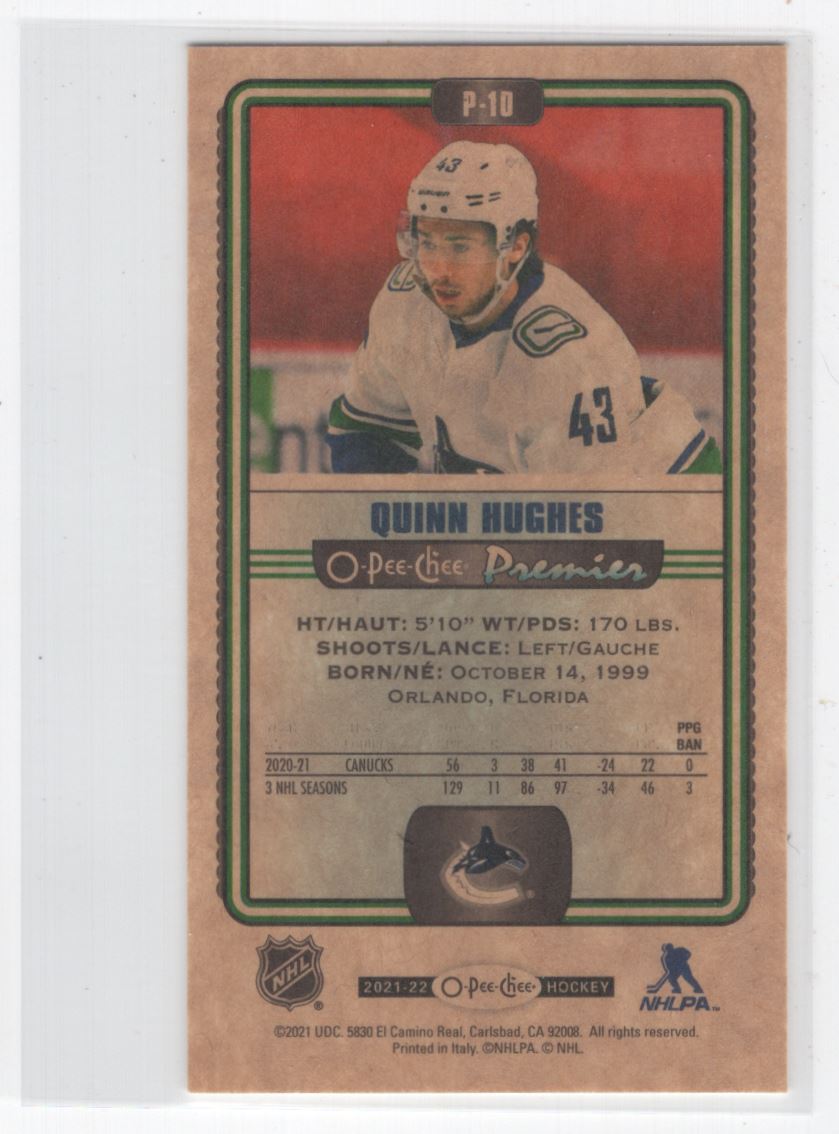 P-10
43
BAUER
43
QUINN HUGHES
O-Pee-Chee Premier
HT/HAUT: 5'10" WT/PDS: 170 LBS.
SHOOTS/LANCE: LEFT/GAUCHE
BORN/NÉ: OCTOBER 14, 1999
ORLANDO, FLORIDA
PPG
BAN
2020-21 CANUCKS 56 3 38 41 -24 22 0
3 NHL SEASONS 129 11 86 97 -34 46 3
NHL ®
2021-22 O-Pee-Chee HOCKEY
NHLPA™
©2021 UDC. 5830 El Camino Real, Carlsbad, CA 92008. All rights reserved.
Printed in Italy. ©NHLPA. © NHL.